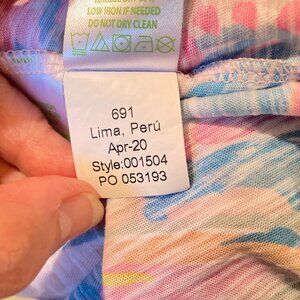 LOW IRON IF NEEDED
DO NOT DRY CLEAN
691
Lima, Perú
Apr-20
Style:001504
PO 053193